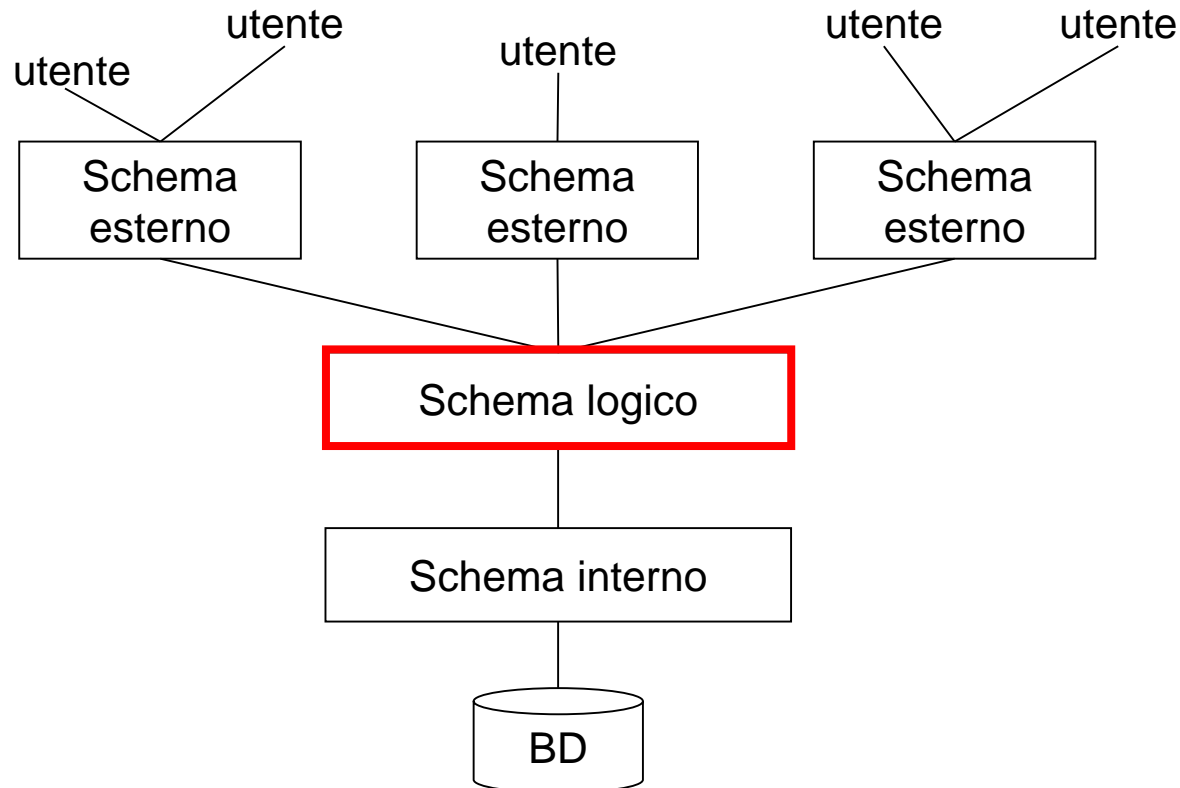 utente
utente
utente
utente
utente
Schema
esterno
Schema
esterno
Schema
esterno
Schema logico
Schema interno
BD